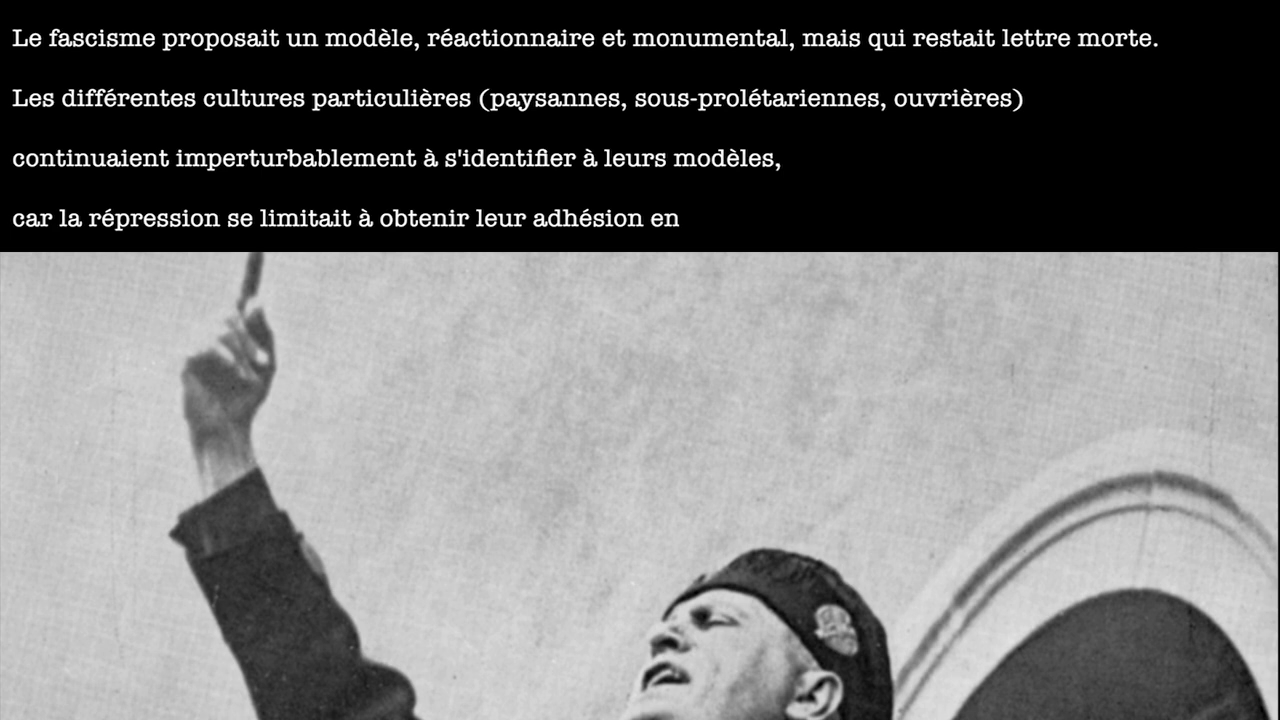 Le fascisme proposait un modèle, réactionnaire et monumental, mais qui restait lettre morte.
Les différentes cultures particulières (paysannes, sous-prolétariennes, ouvrières)
continuaient imperturbablement à s'identifier à leurs modèles,
car la répression se limitait à obtenir leur adhésion en